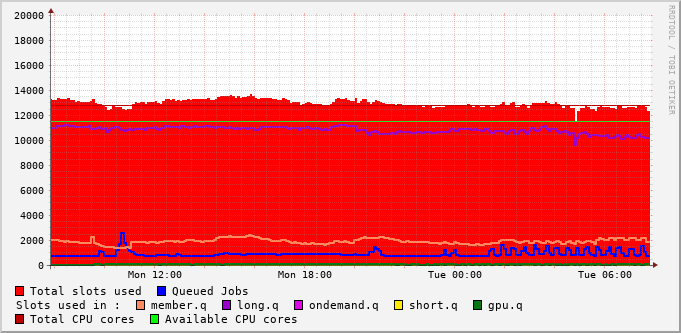 20000
18000
16000
14000
12000
10000
8000
6000
4000
2000
0
Mon 12:00 Mon 18:00 Tue 00:00 Tue 06:00
RRDTOOL / TOBI OETIKER
Total slots used Queued Jobs
Slots used in : member.q long.q ondemand.q short.q gpu.q
Total CPU cores Available CPU cores